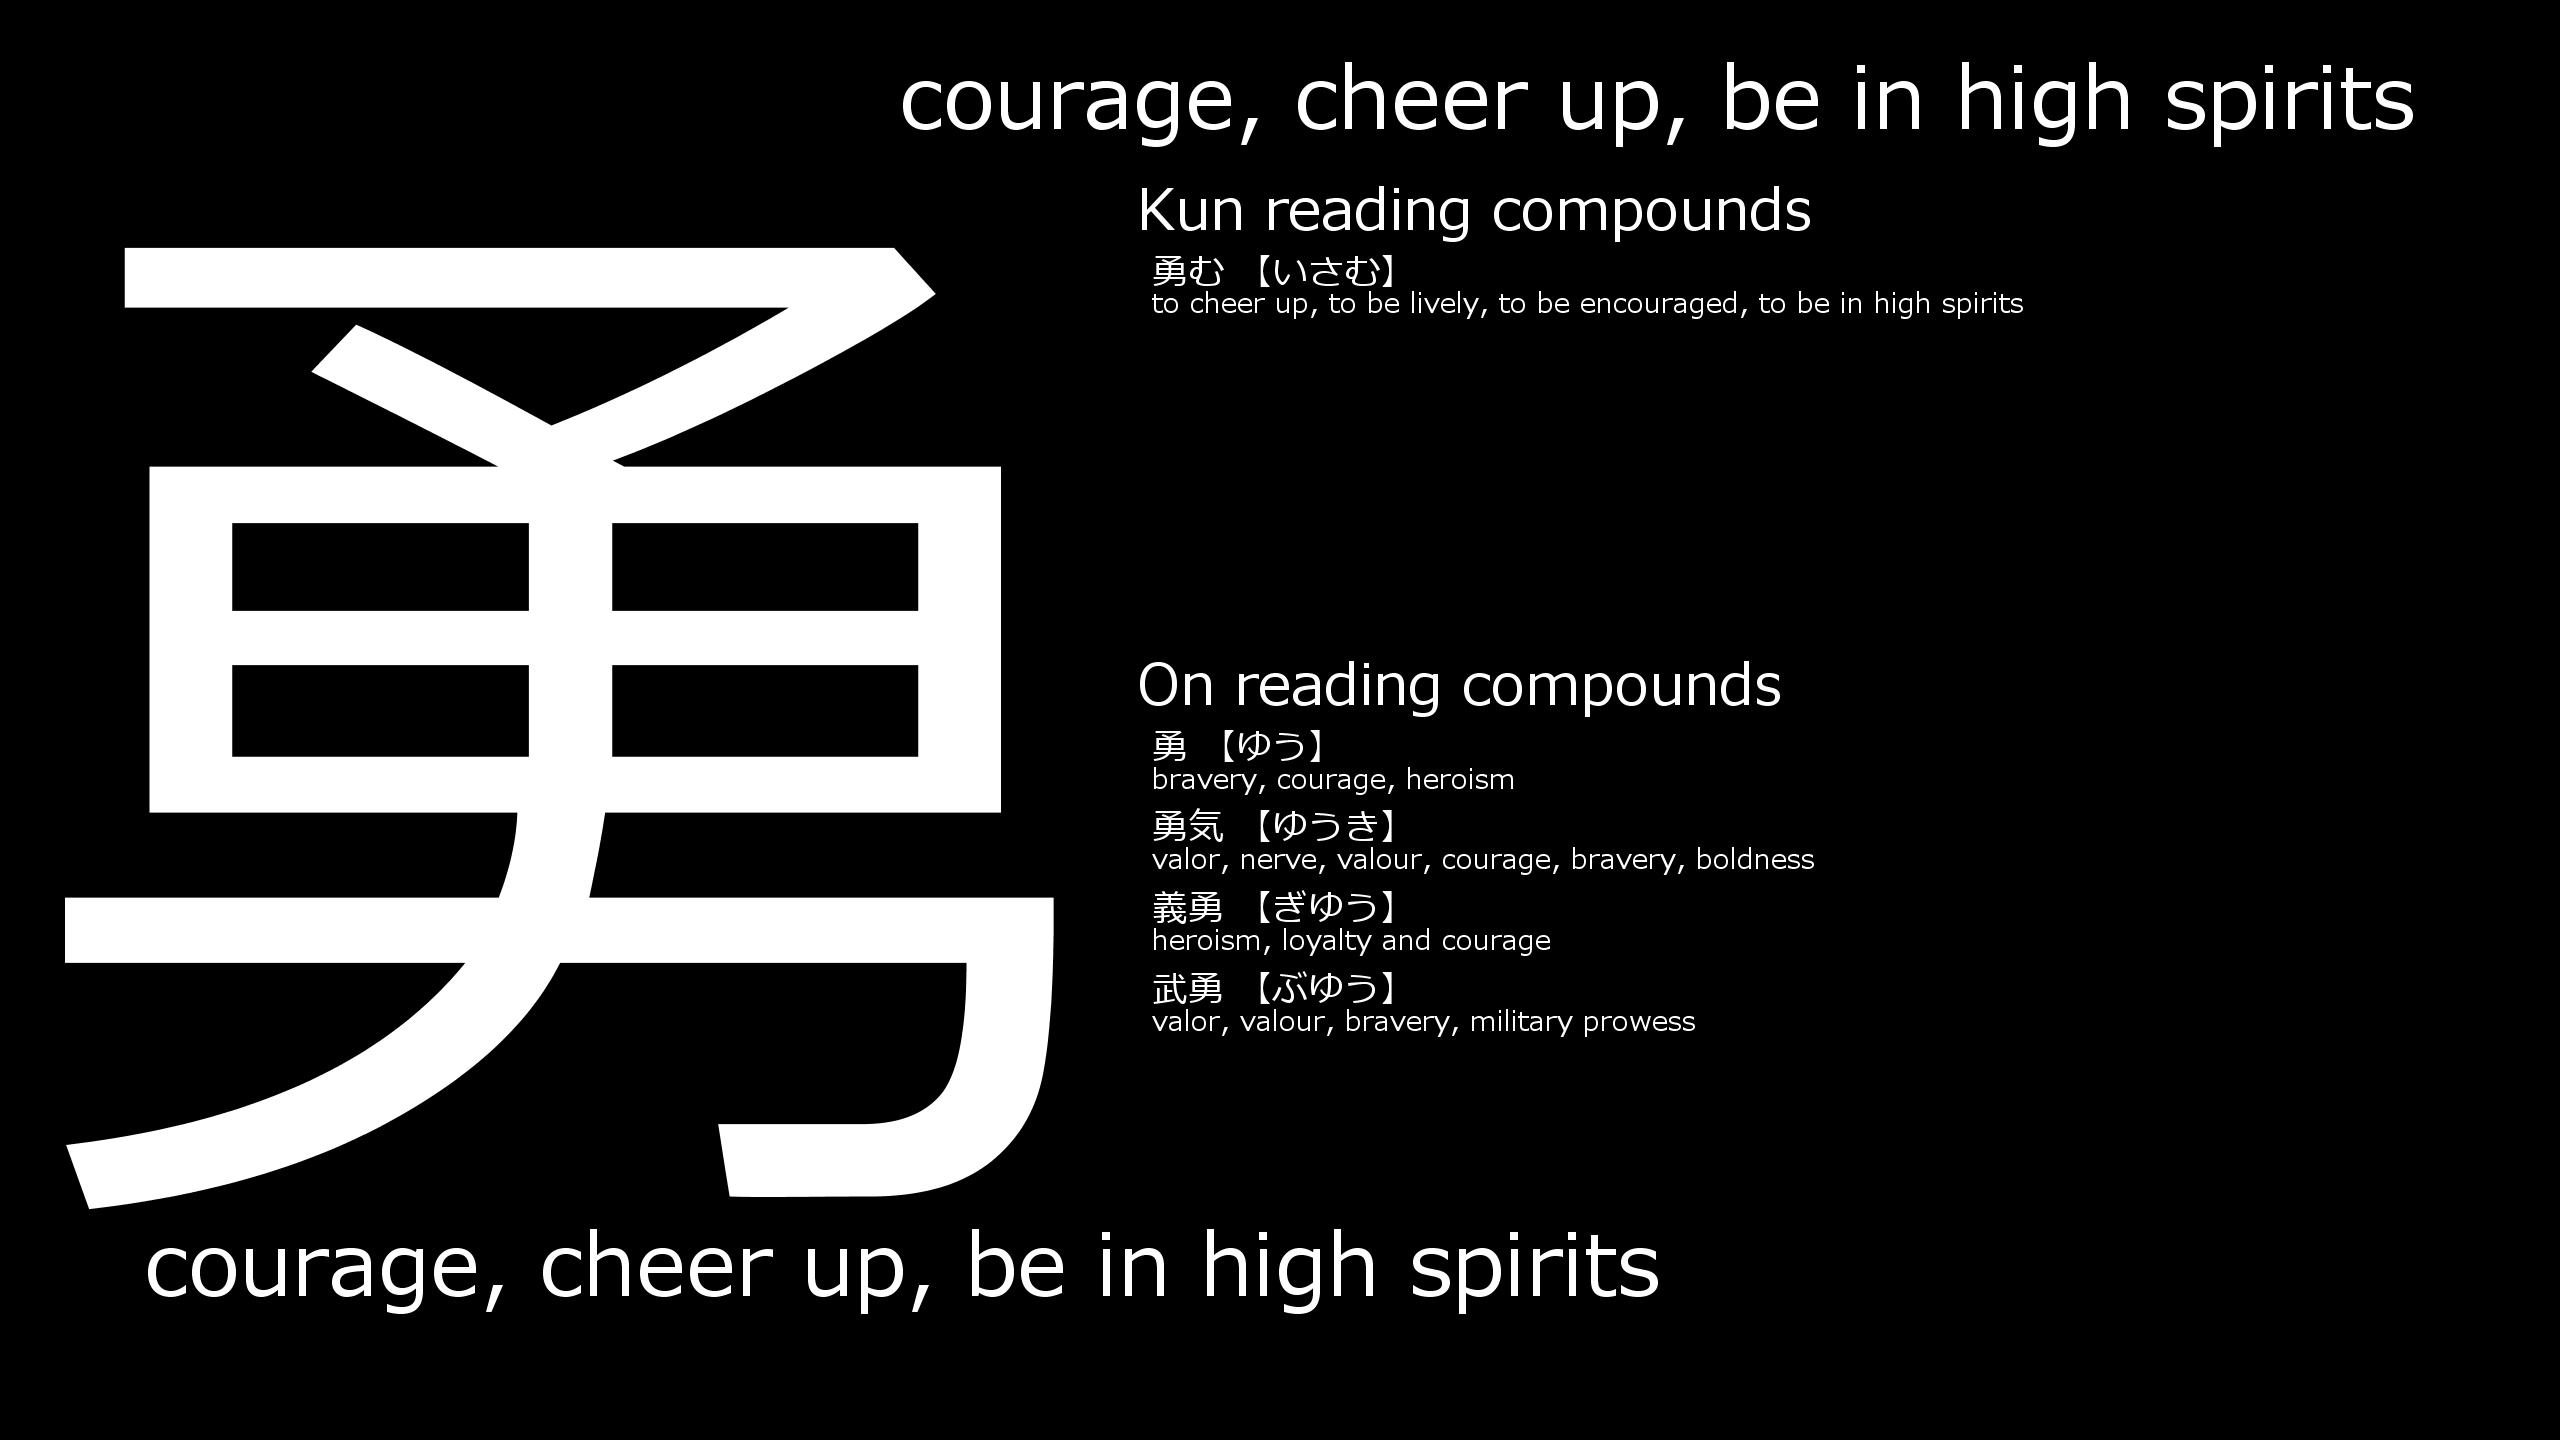 courage, cheer up, be in high spirits
勇
Kun reading compounds
勇む 【いさむ】
to cheer up, to be lively, to be encouraged, to be in high spirits
On reading compounds
勇 【ゆう】
bravery, courage, heroism
勇気 【ゆうき】
valor, nerve, valour, courage, bravery, boldness
義勇 【ぎゆう】
heroism, loyalty and courage
武勇 【ぶゆう】
valor, valour, bravery, military prowess
courage, cheer up, be in high spirits